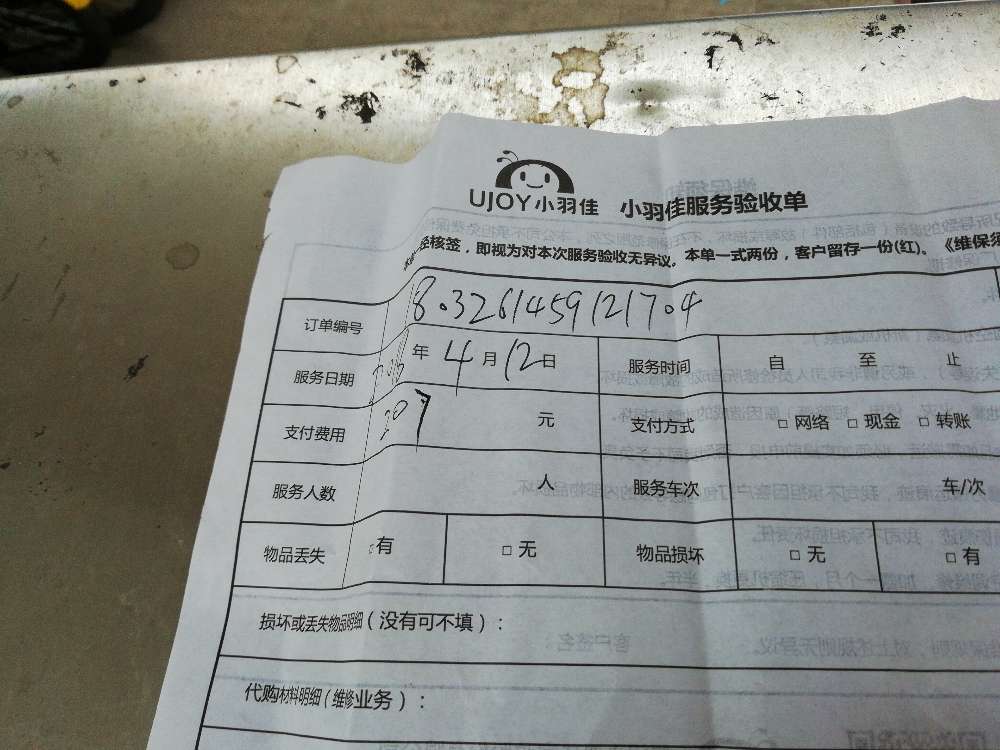 UJOY小羽佳 小羽佳服务验收单
经核签，即视为对本次服务验收无异议。本单一式两份，客户留存一份(红)。《维保须
订单编号 8.3261459121704
服务日期 年 4月12日 服务时间 自 至 止
支付费用 元 支付方式 □ 网络 □ 现金 □ 转账
服务人数 人 服务车次 车/次
物品丢失 □有 □ 无 物品损坏 □ 无 □ 有
损坏或丢失物品明细(没有可不填)：
代购材料明细(维修业务)：